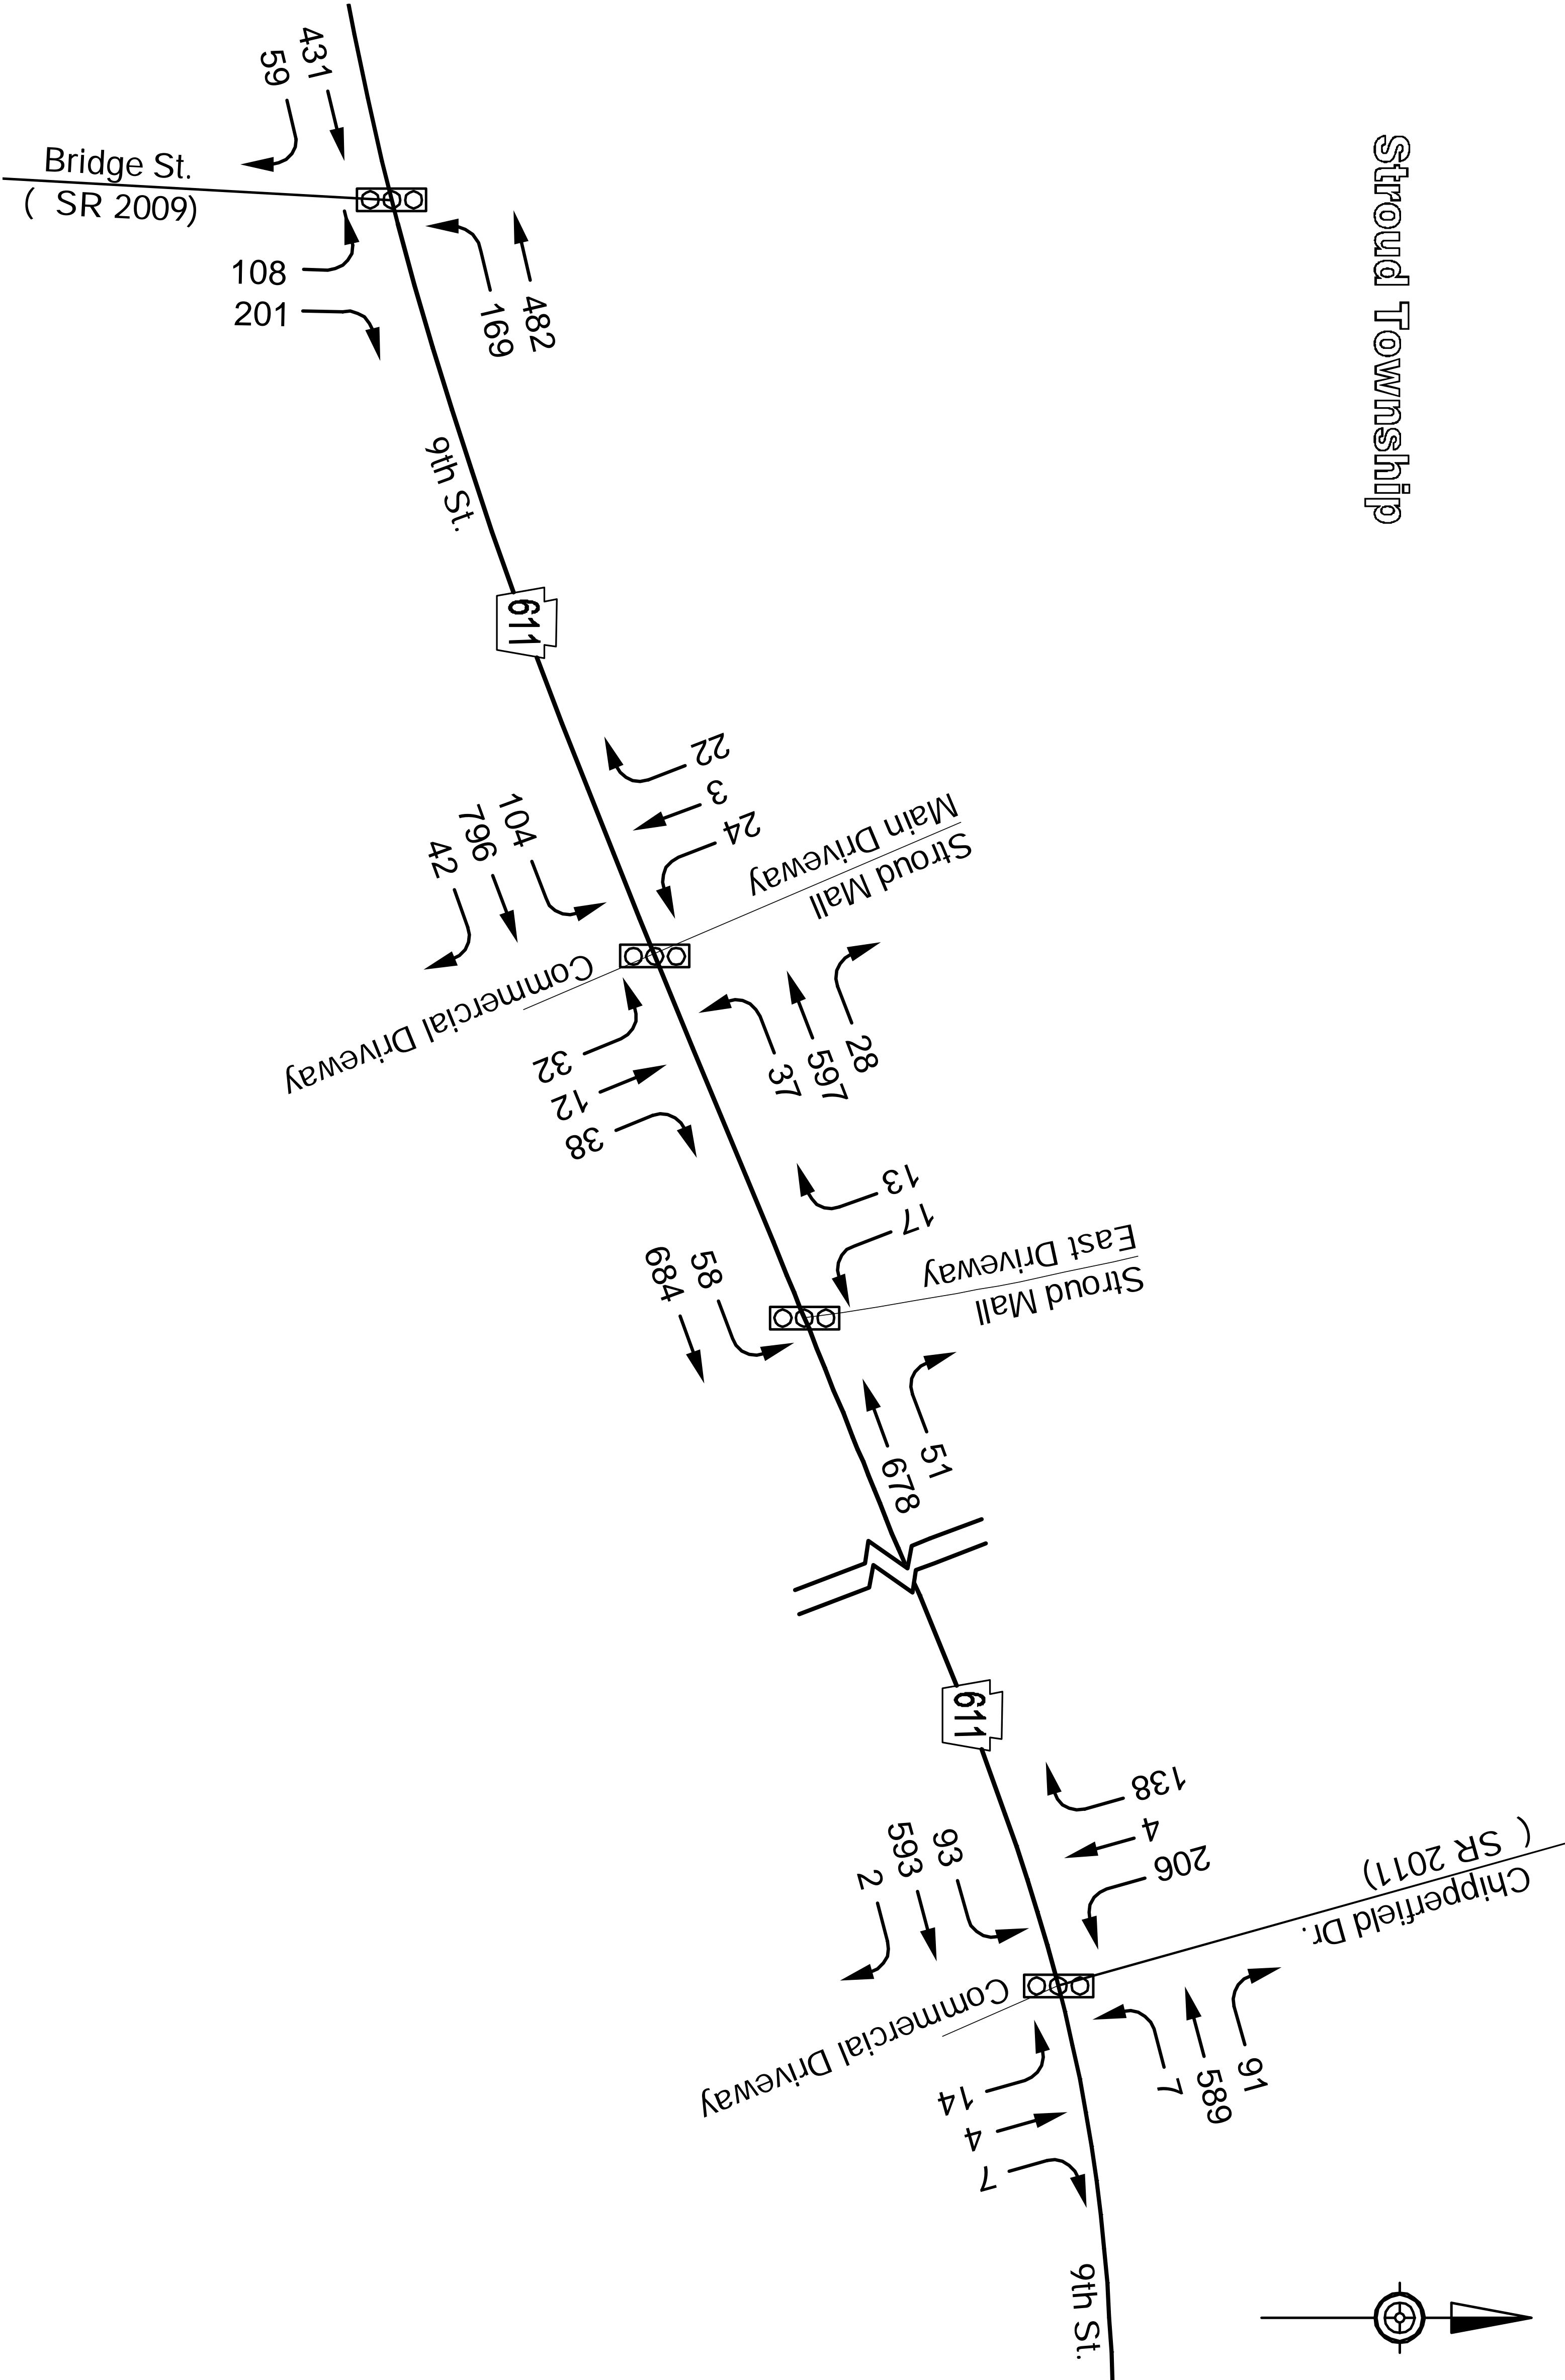 Stroud Township
431
59
Bridge St.
( SR 2009)
108
201
169
482
9th St.
611
22
3
24
104
796
42
Main Driveway
Stroud Mall
Commercial Driveway
32
12
38
37
597
28
13
17
684
58
East Driveway
Stroud Mall
678
51
611
138
4
206
93
593
2
( SR 2011)
Chipperfield Dr.
Commercial Driveway
14
4
7
7
589
91
9th St.